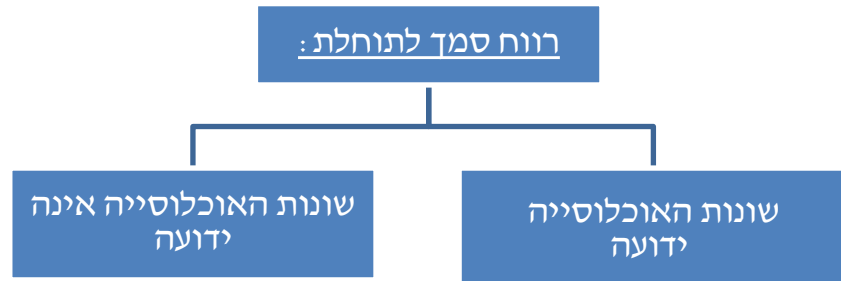 רווח סמך לתוחלת:
שונות האוכלוסייה
ידועה
שונות האוכלוסייה אינה
ידועה